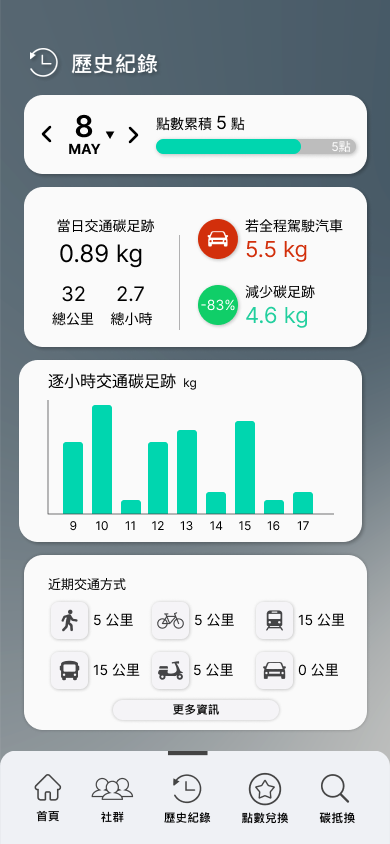 歷史紀錄
8
MAY
點數累積 5 點
5點
當日交通碳足跡
0.89 kg
32 2.7
總公里 總小時
若全程駕駛汽車
5.5 kg
-83%
減少碳足跡
4.6 kg
逐小時交通碳足跡 kg
9 10 11 12 13 14 15 16 17
近期交通方式
5 公里 5 公里 15 公里
15 公里 5 公里 0 公里
更多資訊
首頁 社群 歷史紀錄 點數兌換 碳抵換